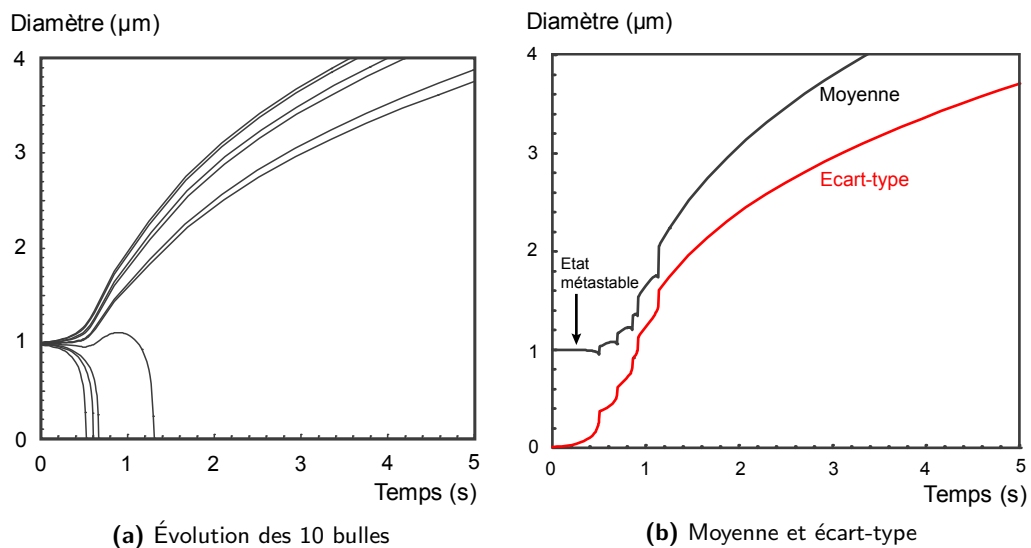 Diamètre (µm)
4
3
2
1
0
0 1 2 3 4 5
Temps (s)
(a) Évolution des 10 bulles
Diamètre (µm)
4
3
2
1
0
Moyenne
Ecart-type
Etat
métastable
0 1 2 3 4 5
Temps (s)
(b) Moyenne et écart-type